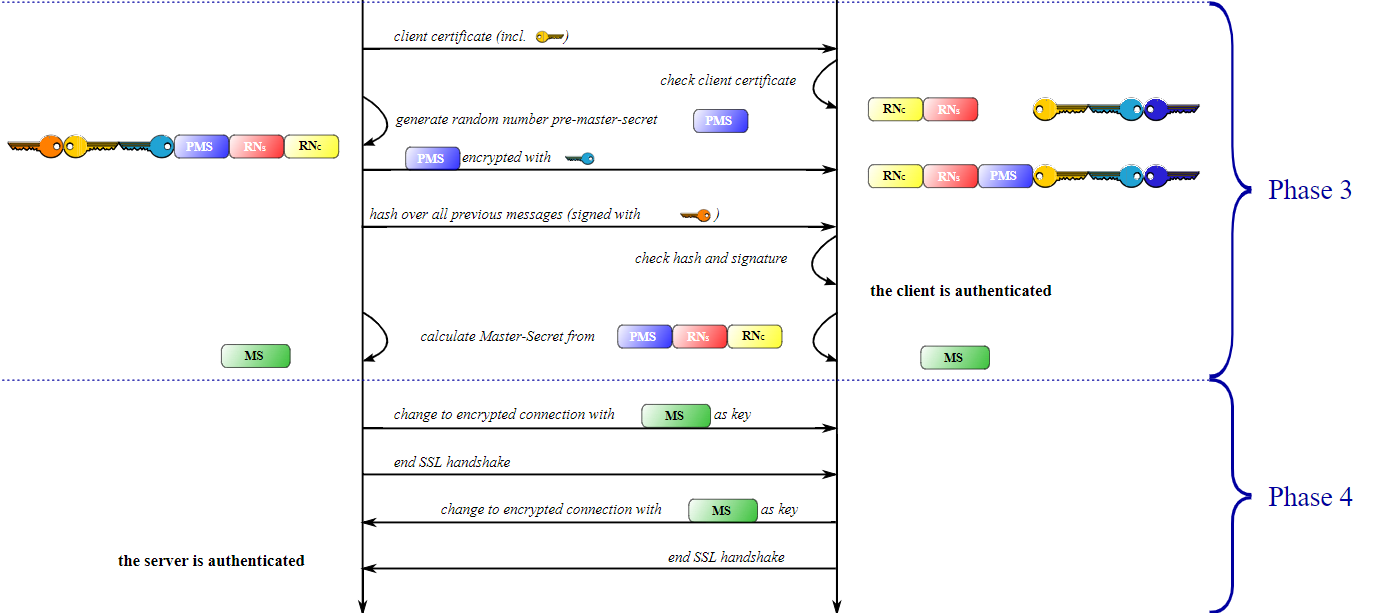 client certificate (incl. )
check client certificate
RNc RNs
generate random number pre-master-secret PMS
PMS RNs RNc
PMS encrypted with
RNc RNs PMS
Phase 3
hash over all previous messages (signed with )
check hash and signature
the client is authenticated
calculate Master-Secret from PMS RNs RNc
MS
MS
change to encrypted connection with MS as key
end SSL handshake
Phase 4
change to encrypted connection with MS as key
end SSL handshake
the server is authenticated